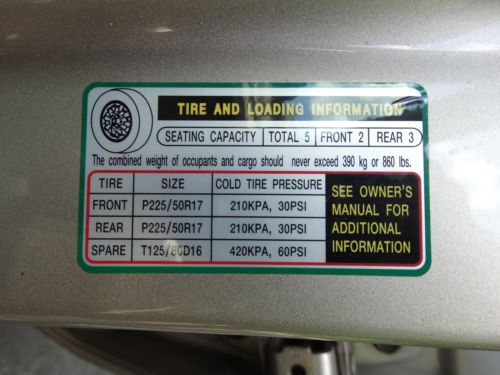 TIRE AND LOADING INFORMATION
SEATING CAPACITY TOTAL 5 FRONT 2 REAR 3
The combined weight of occupants and cargo should never exceed 390 kg or 860 lbs.
TIRE SIZE COLD TIRE PRESSURE
FRONT P225/50R17 210KPA, 30PSI
REAR P225/50R17 210KPA, 30PSI
SPARE T125/80D16 420KPA, 60PSI
SEE OWNER'S
MANUAL FOR
ADDITIONAL
INFORMATION